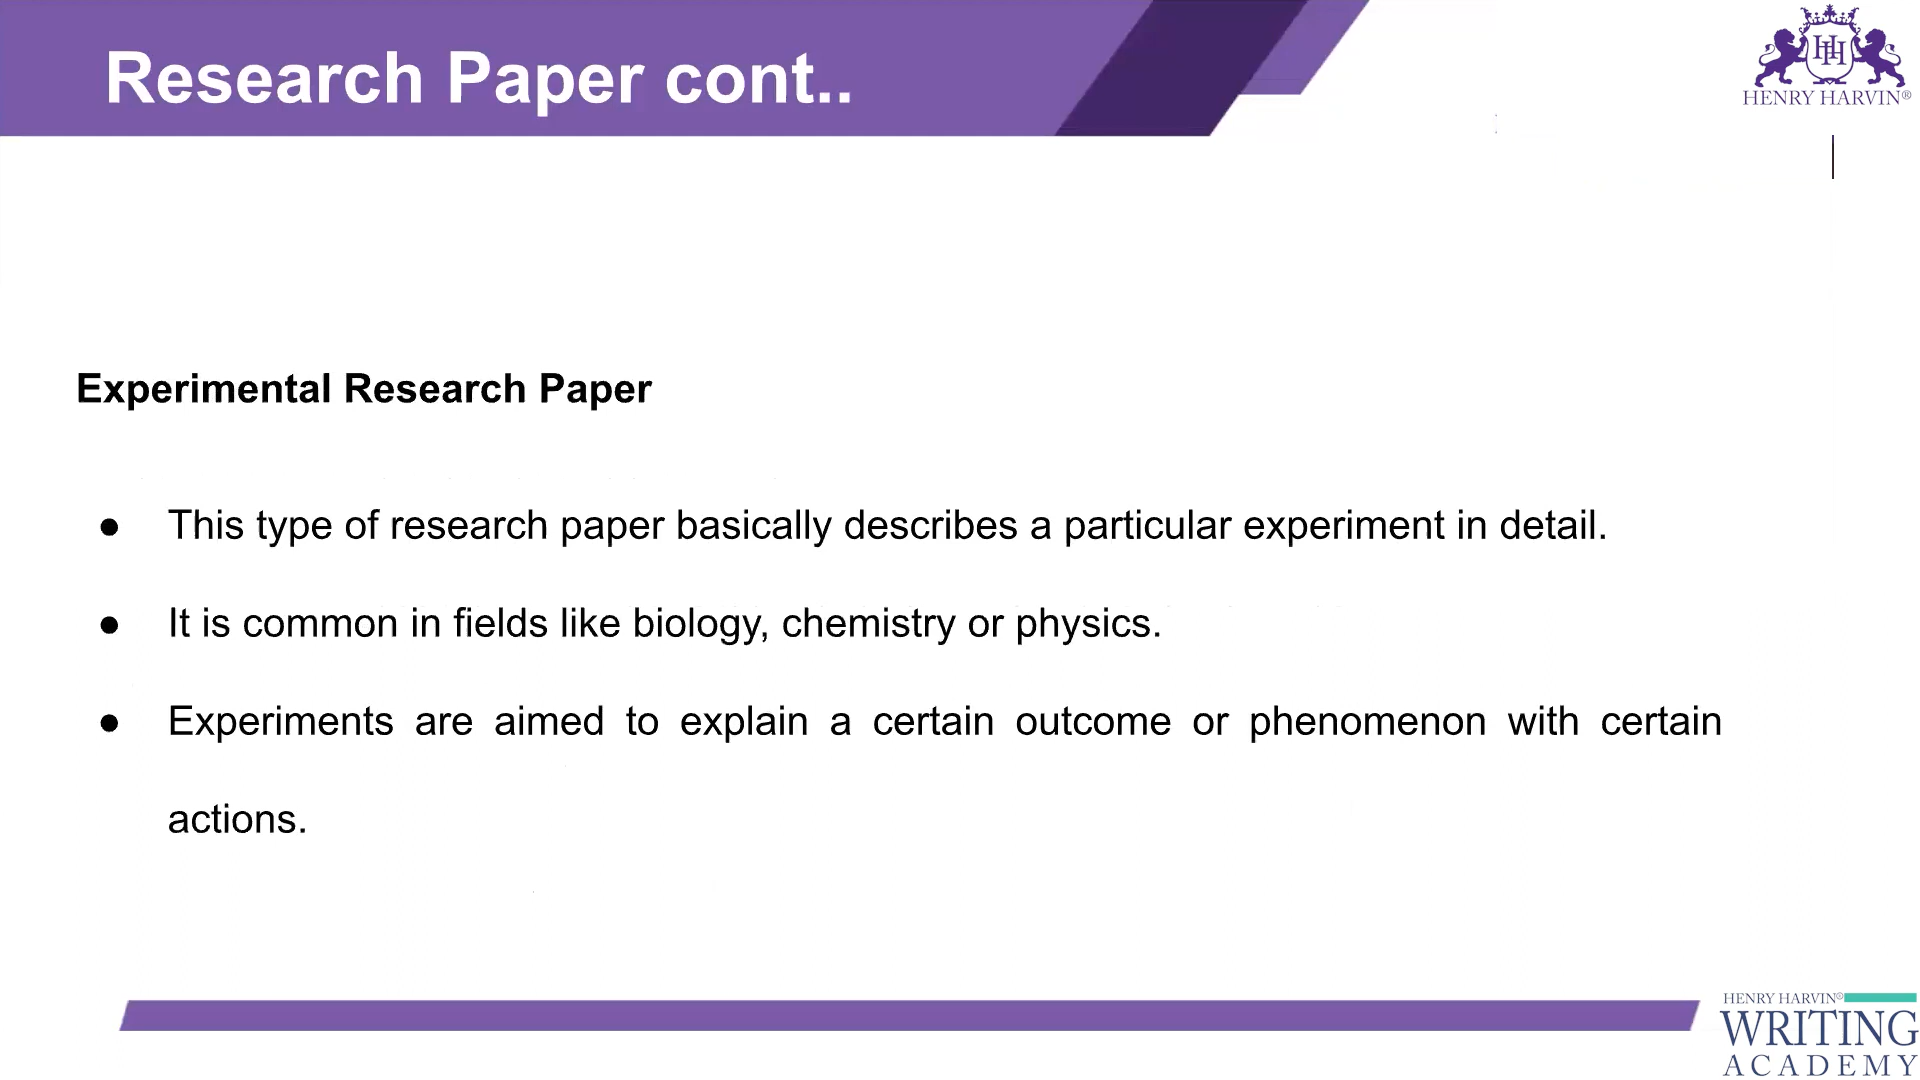 Research Paper cont..
HENRY HARVIN®
Experimental Research Paper
● This type of research paper basically describes a particular experiment in detail.
● It is common in fields like biology, chemistry or physics.
● Experiments are aimed to explain a certain outcome or phenomenon with certain
actions.
HENRY HARVIN®
WRITING
ACADEMY